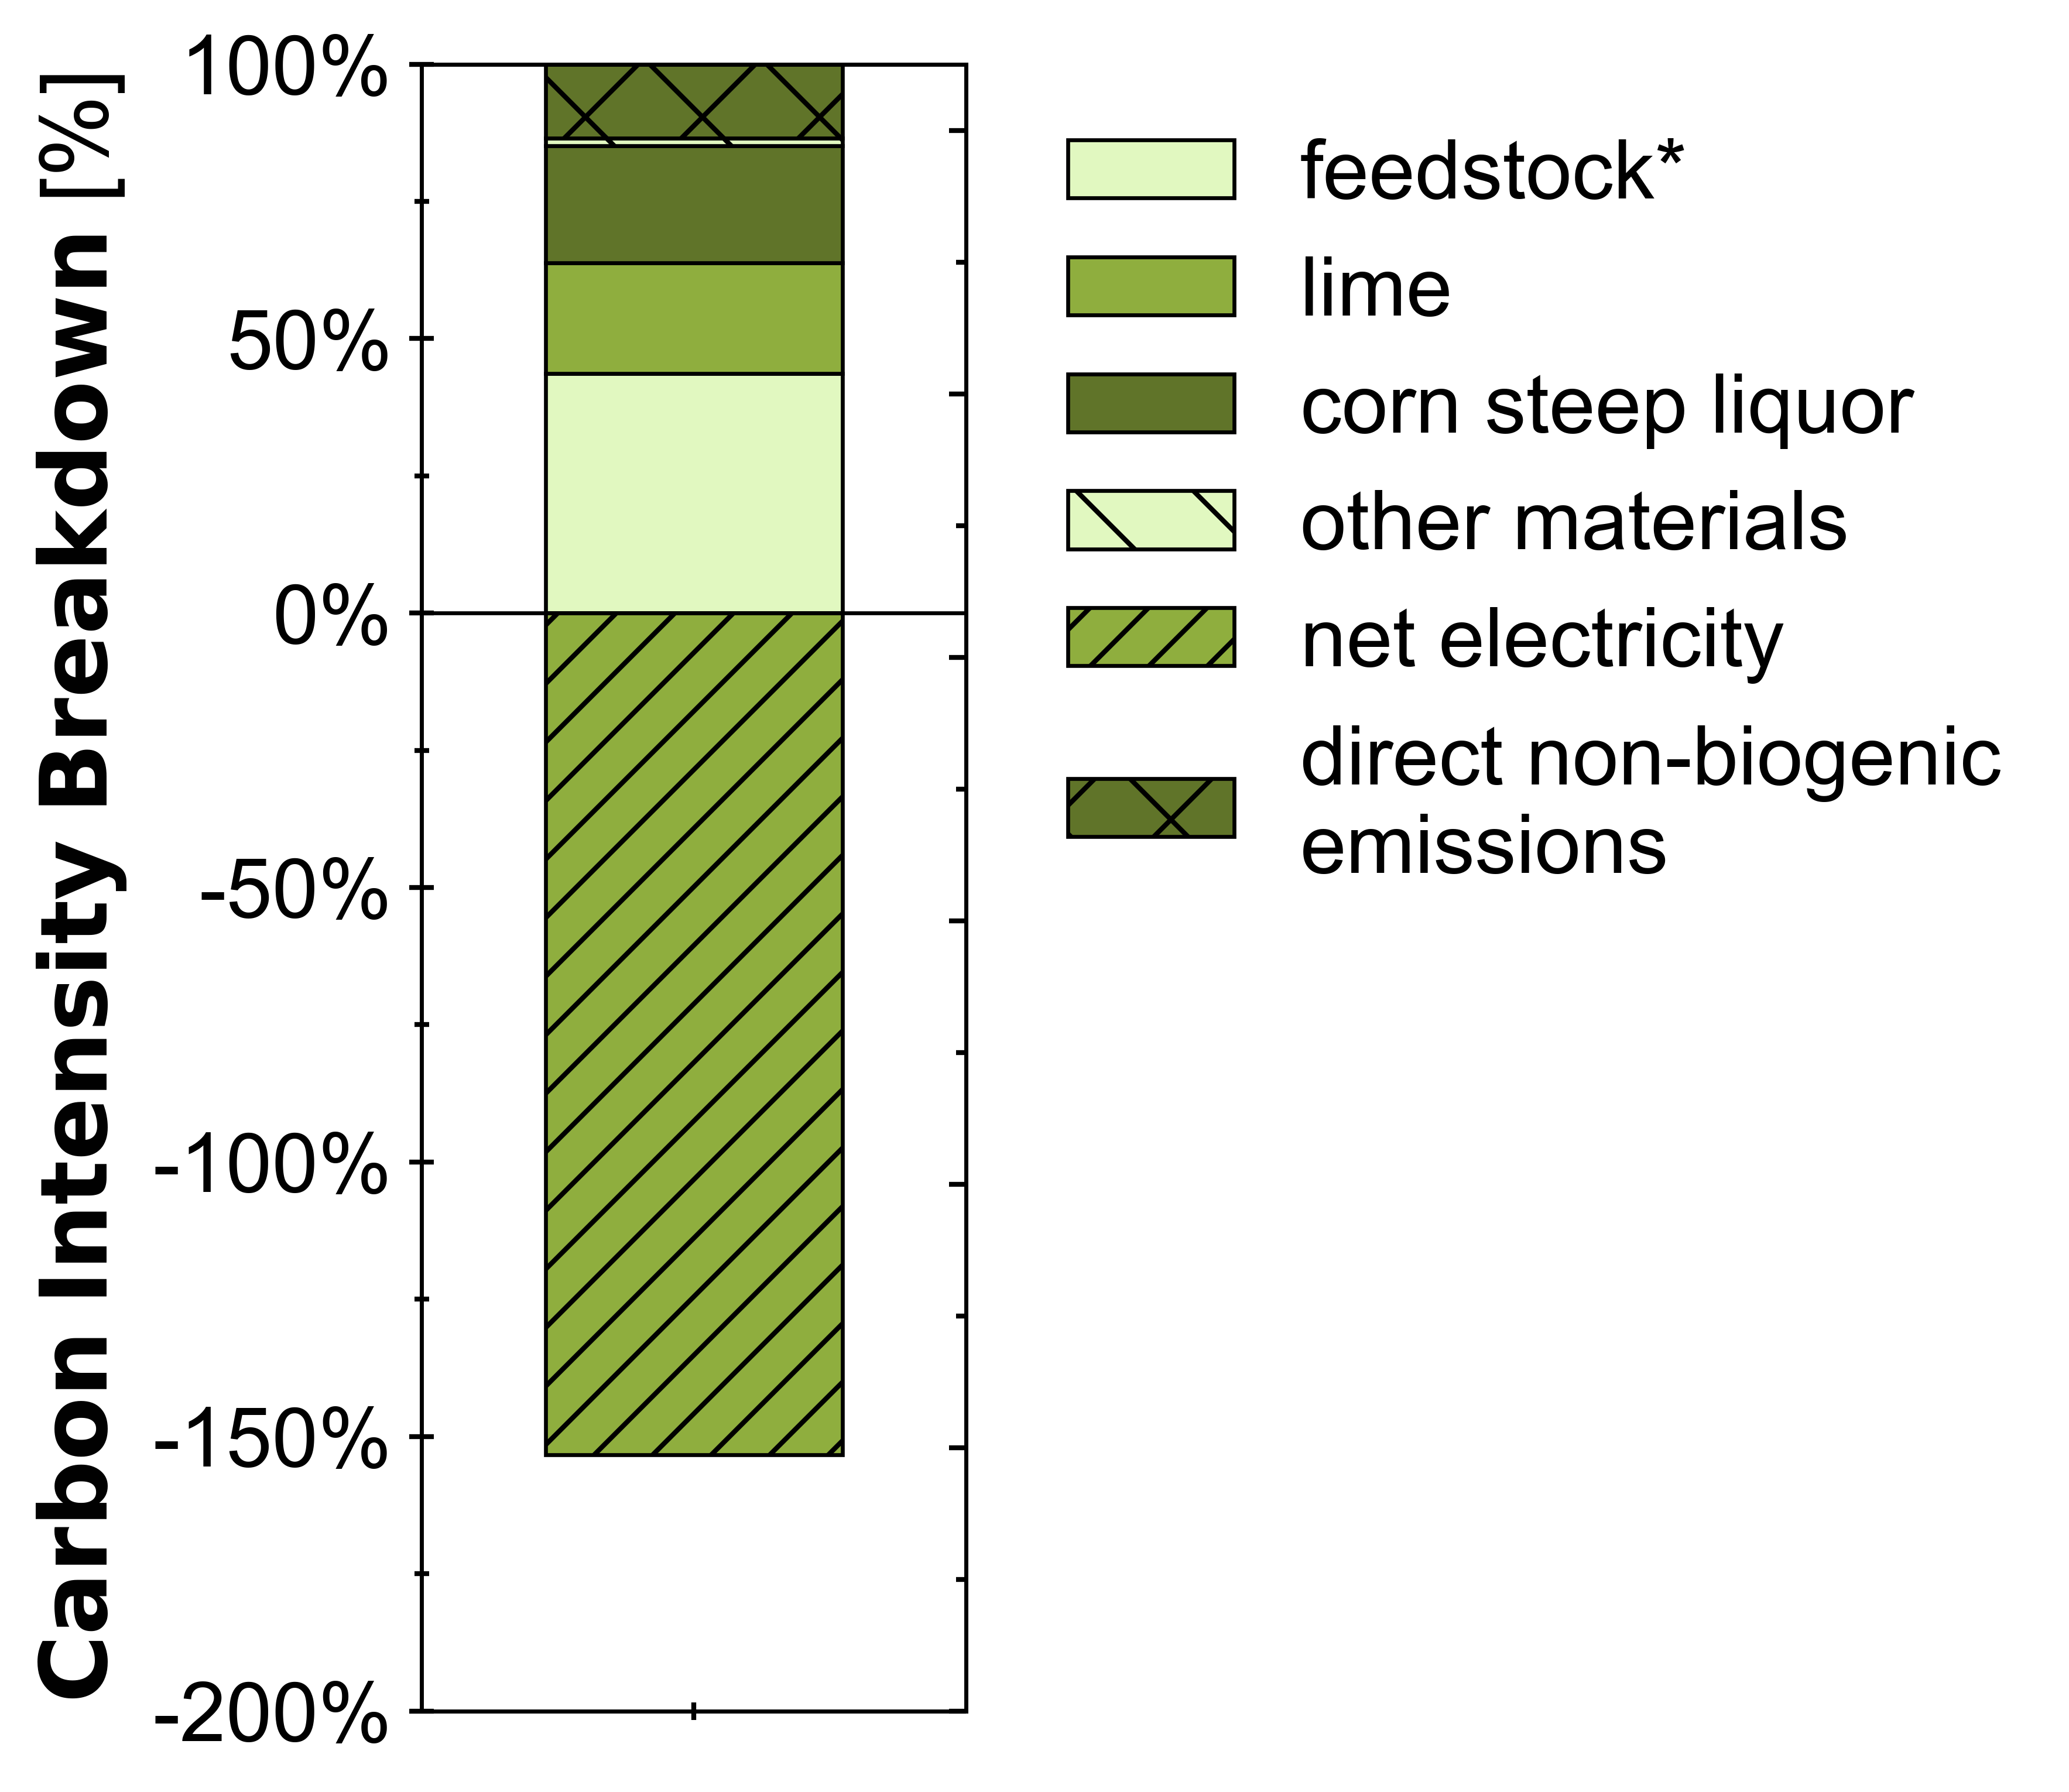 Carbon Intensity Breakdown [%]
100%
50%
0%
-50%
-100%
-150%
-200%
feedstock*
lime
corn steep liquor
other materials
net electricity
direct non-biogenic
emissions